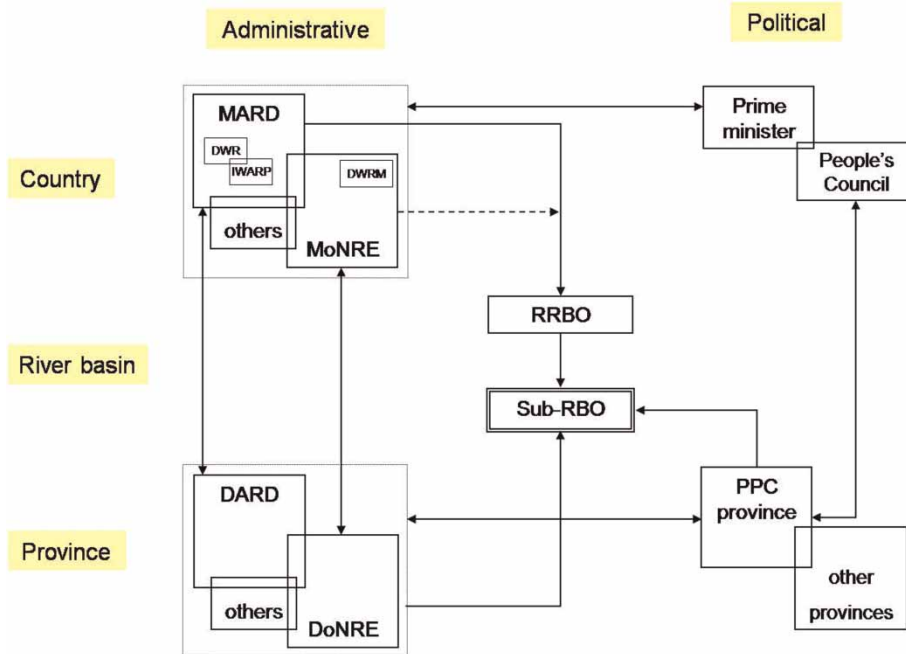 Administrative
Political
MARD
DWR
IWARP
DWRM
others
MoNRE
Prime
minister
People's
Council
Country
RRBO
River basin
Sub-RBO
DARD
others
DoNRE
PPC
province
other
provinces
Province